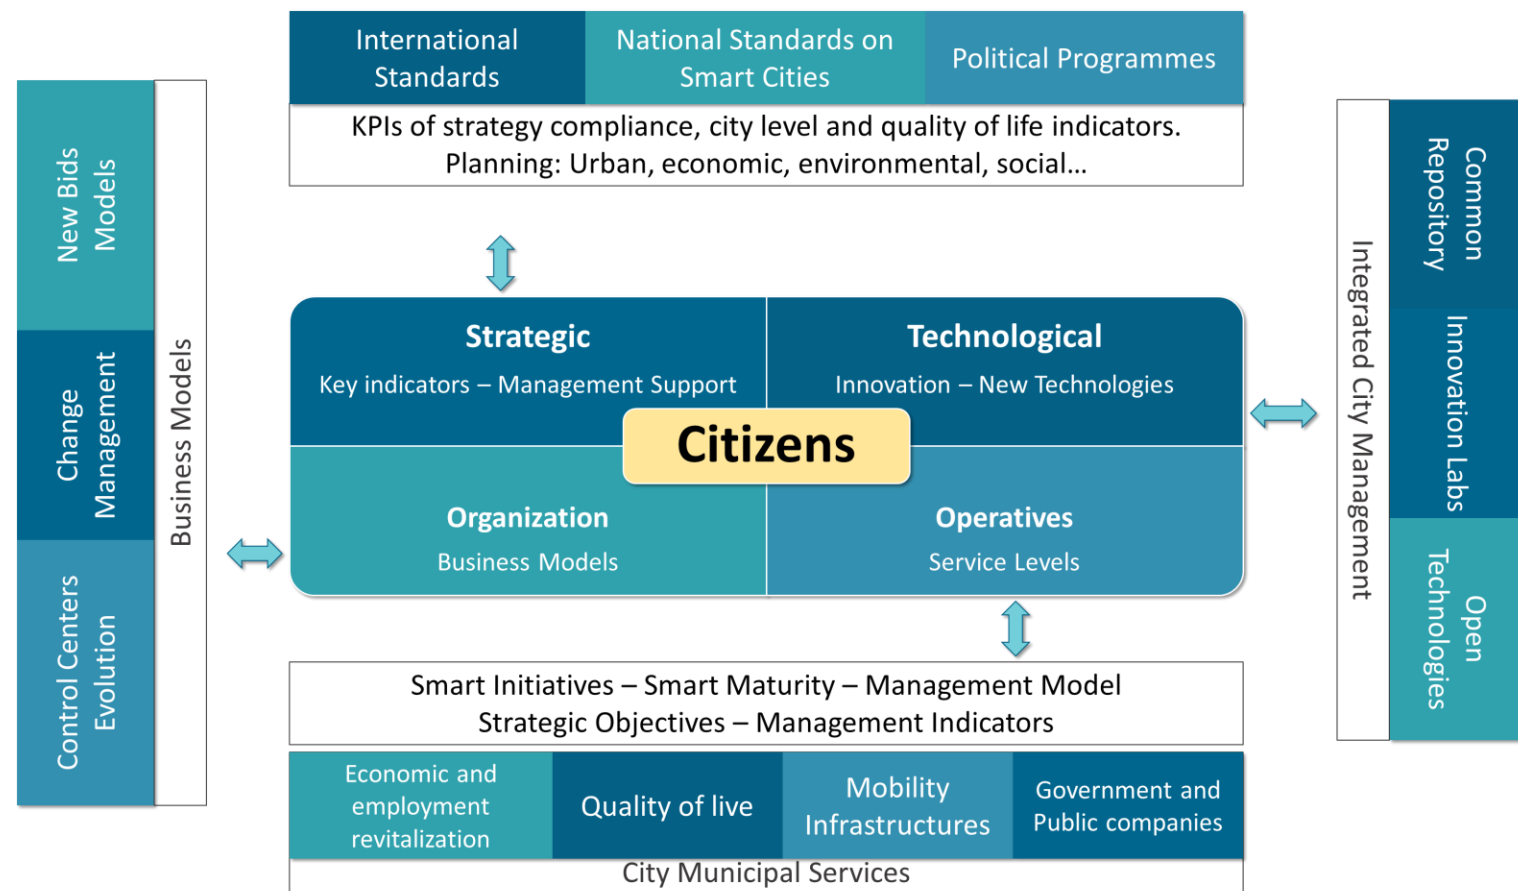 International
Standards
National Standards on
Smart Cities
Political Programmes
KPIs of strategy compliance, city level and quality of life indicators.
Planning: Urban, economic, environmental, social...
New Bids
Models
Change
Management
Control Centers
Evolution
Business Models
Strategic
Key indicators – Management Support
Technological
Innovation – New Technologies
Citizens
Organization
Business Models
Operatives
Service Levels
Integrated City Management
Common
Repository
Innovation Labs
Open
Technologies
Smart Initiatives – Smart Maturity – Management Model
Strategic Objectives – Management Indicators
Economic and
employment
revitalization
Quality of live
Mobility
Infrastructures
Government and
Public companies
City Municipal Services